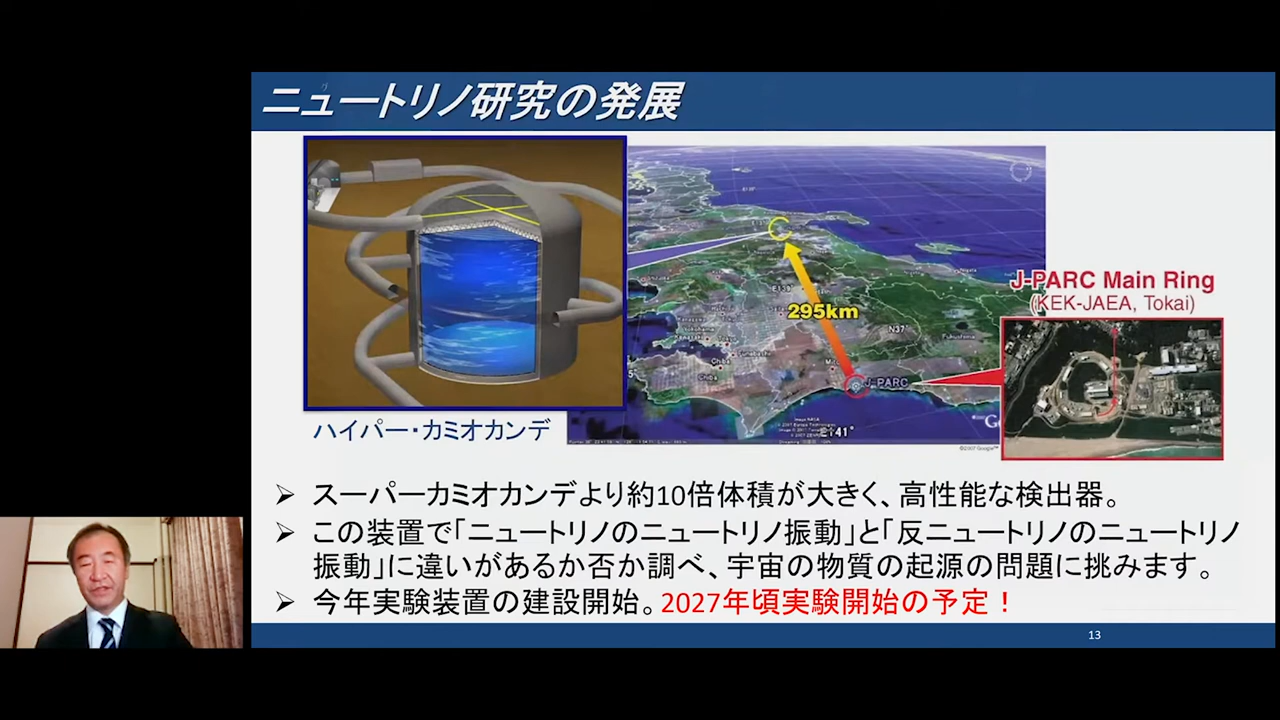 ニュートリノ研究の発展
295km
J-PARC
N37°
E138°
E141°
Chiba
Chiba
J-PARC Main Ring
(KEK-JAEA, Tokai)
ハイパー・カミオカンデ
➢ スーパーカミオカンデより約10倍体積が大きく、高性能な検出器。
➢ この装置で「ニュートリノのニュートリノ振動」と「反ニュートリノのニュートリノ
振動」に違いがあるか否か調べ、宇宙の物質の起源の問題に挑みます。
➢ 今年実験装置の建設開始。2027年頃実験開始の予定！
13